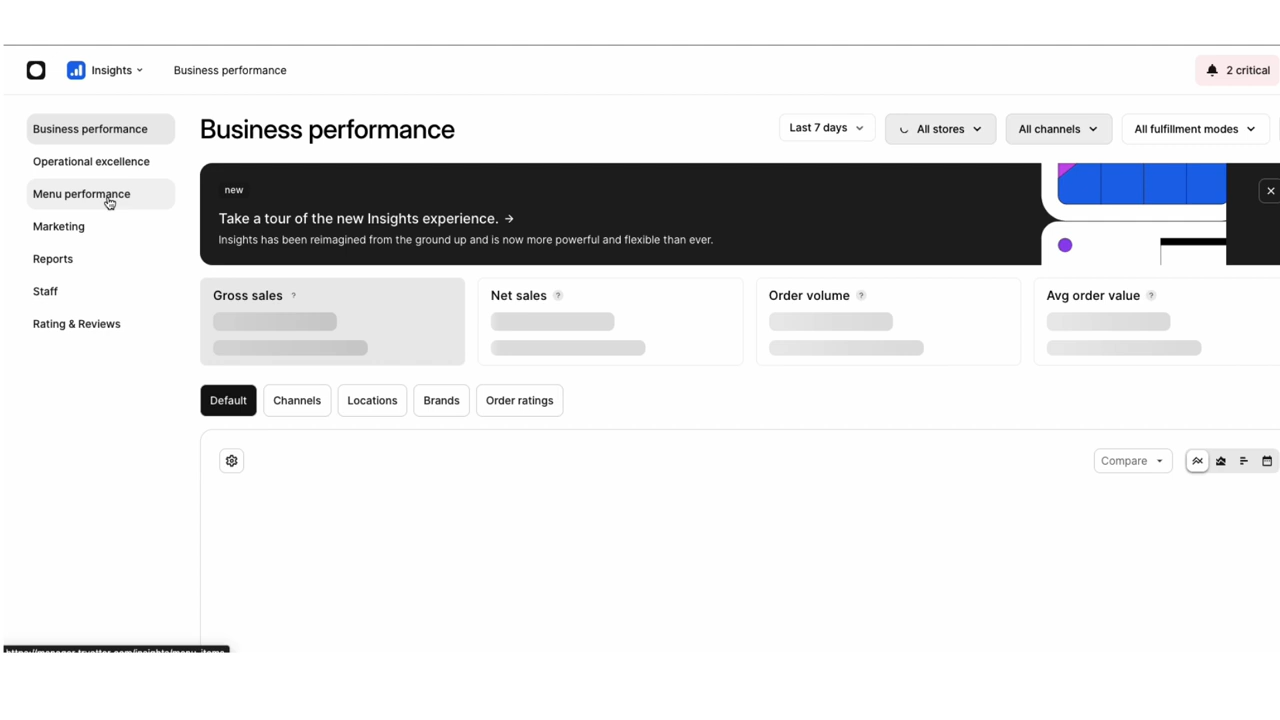 Insights
Business performance
2 critical
Business performance
Operational excellence
Menu performance
Marketing
Reports
Staff
Rating & Reviews
Business performance
Last 7 days
All stores
All channels
All fulfillment modes
new
Take a tour of the new Insights experience. →
Insights has been reimagined from the ground up and is now more powerful and flexible than ever.
Gross sales ?
Net sales ?
Order volume ?
Avg order value ?
Default
Channels
Locations
Brands
Order ratings
Compare